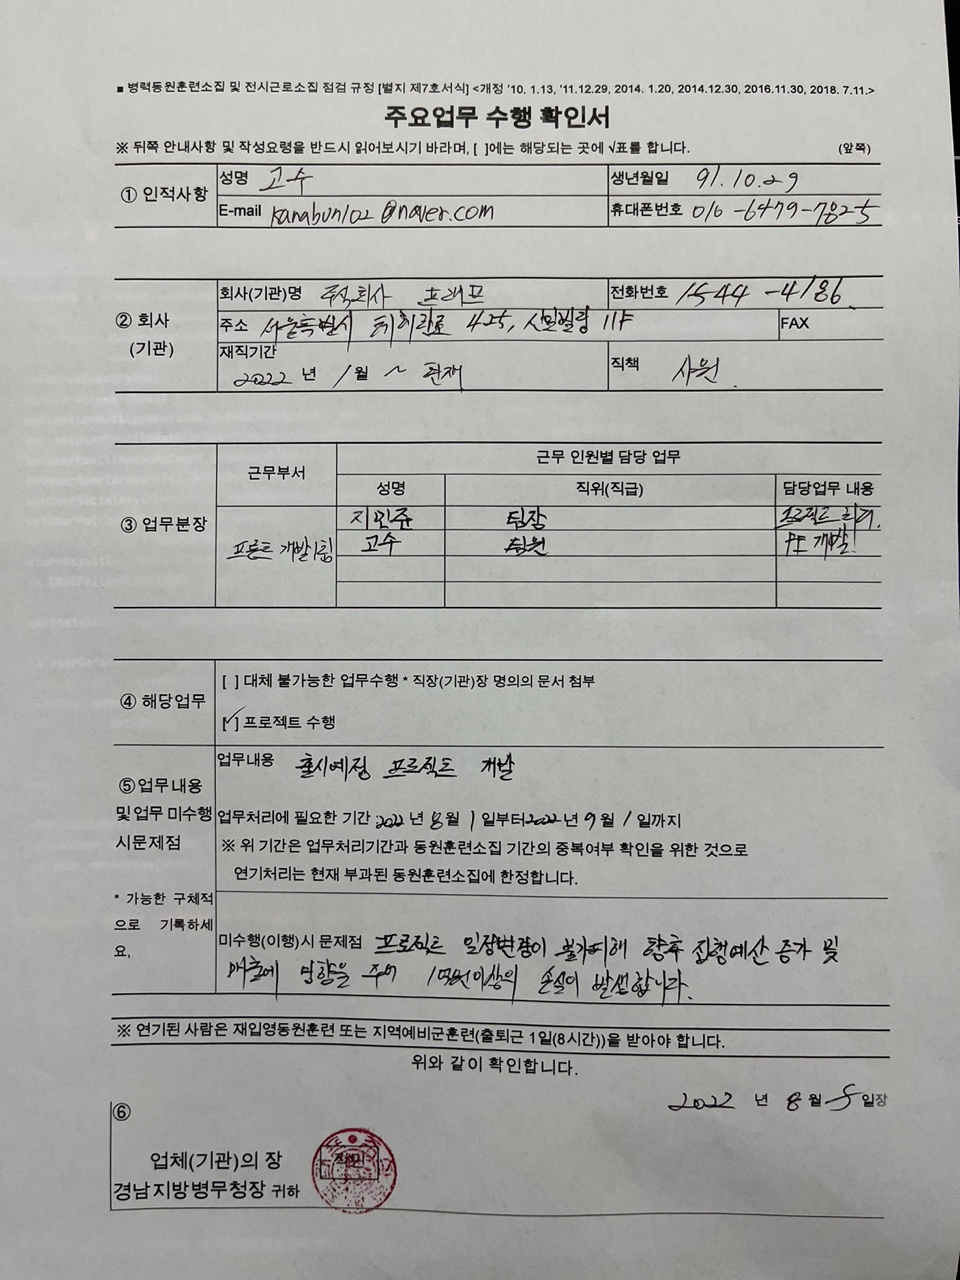 ■ 병력동원훈련소집 및 전시근로소집 점검 규정 [별지 제7호서식] <개정 '10. 1.13, '11.12.29, 2014. 1.20, 2014.12.30, 2016.11.30, 2018. 7.11.>
주요업무 수행 확인서
※ 뒤쪽 안내사항 및 작성요령을 반드시 읽어보시기 바라며, [ ]에는 해당되는 곳에 √표를 합니다. (앞쪽)
① 인적사항
성명 고수 생년월일 91.10.29
E-mail kanabun102@naver.com 휴대폰번호 010-6479-7825
② 회사
(기관)
회사(기관)명 주식회사 프래프 전화번호 1544-4186
주소 서울특별시 테헤란로 425, 신일빌딩 11F FAX
재직기간 직책 사원
2022 년 1월 ~ 현재
③ 업무분장
근무부서 근무 인원별 담당 업무
성명 직위(직급) 담당업무 내용
프론트 개발1팀
지민준 팀장 프로젝트 관리.
고수 팀원 FE 개발
④ 해당업무
[ ] 대체 불가능한 업무수행 * 직장(기관)장 명의의 문서 첨부
[√] 프로젝트 수행
⑤업무내용
및업무 미수행
시문제점
* 가능한 구체적
으로 기록하세
요,
업무내용 출시예정 프로젝트 개발
업무처리에 필요한 기간 :2022년 8월 1일부터2022년 9월 1일까지
※ 위 기간은 업무처리기간과 동원훈련소집 기간의 중복여부 확인을 위한 것으로
연기처리는 현재 부과된 동원훈련소집에 한정합니다.
미수행(이행)시 문제점 프로젝트 일정변경이 불가피해 향후 집행예산 증가 및
매출에 영향을 주어 1억원이상의 손실이 발생합니다.
※ 연기된 사람은 재입영동원훈련 또는 지역예비군훈련(출퇴근 1일(8시간))을 받아야 합니다.
위와 같이 확인합니다.
2022 년 8월 5일장
⑥
업체(기관)의 장
경남지방병무청장 귀하